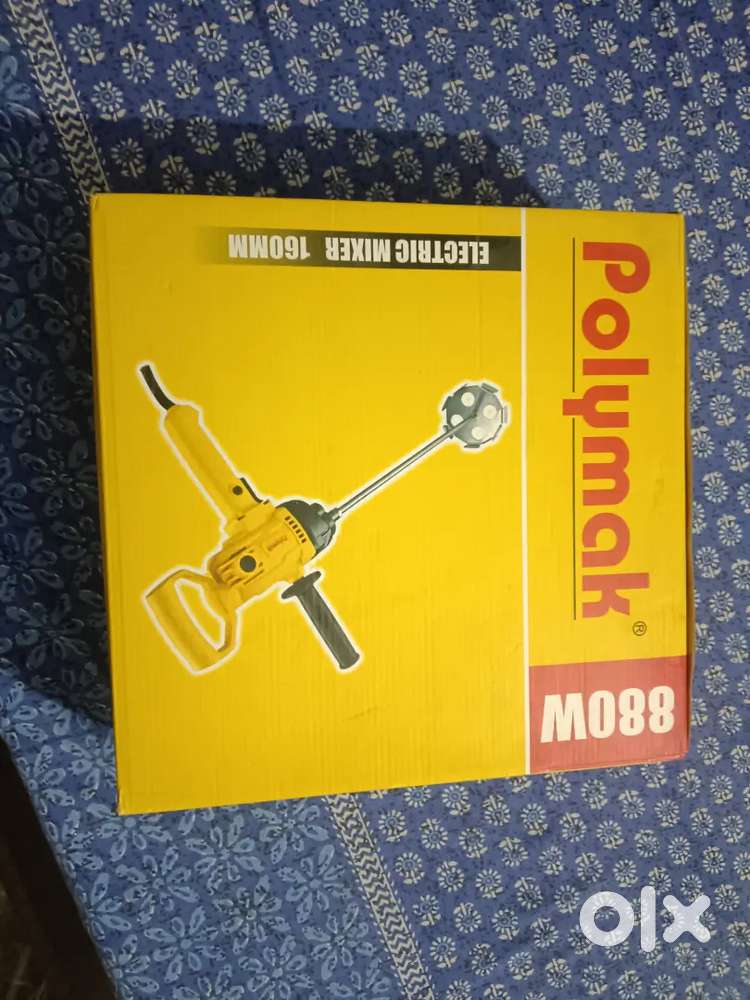 Polymak®
880W
ELECTRIC MIXER 160MM
olx